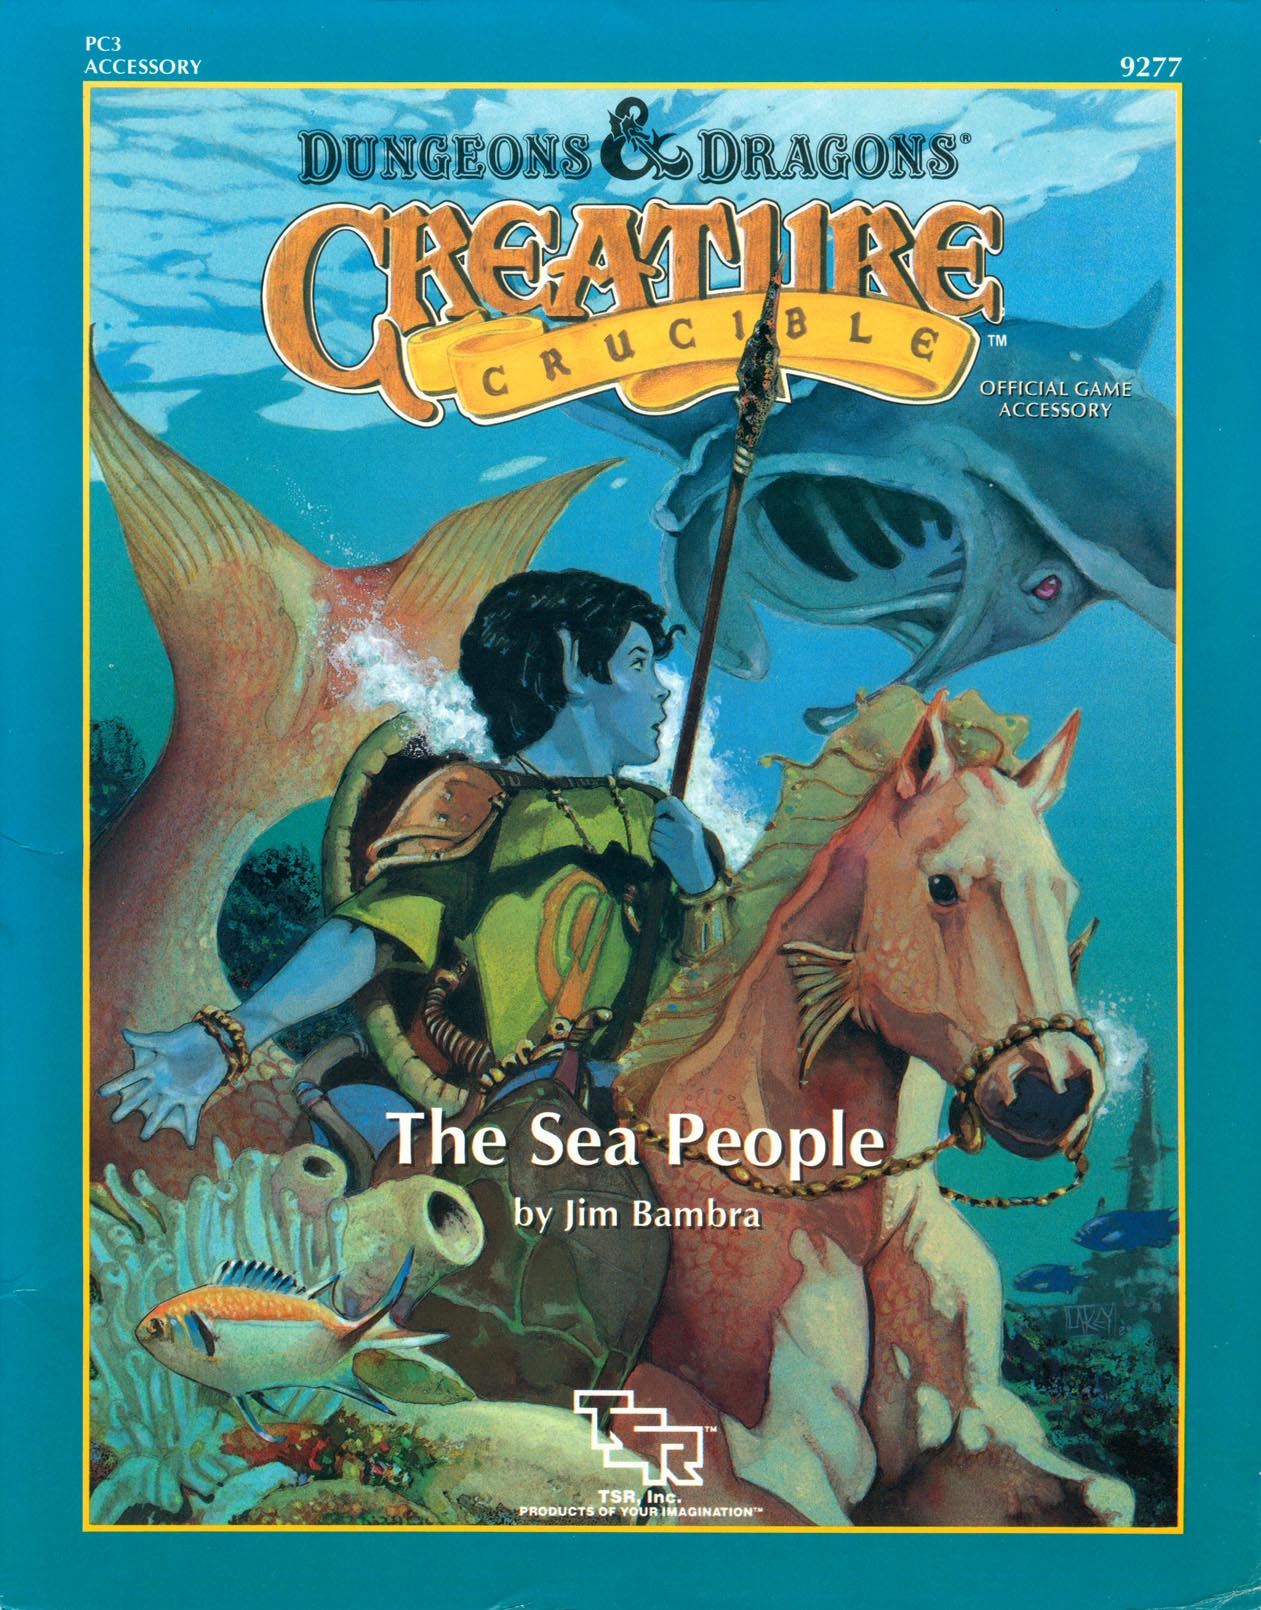 PC3
ACCESSORY
9277
DUNGEONS & DRAGONS®
CREATURE
CRUCIBLE
TM
OFFICIAL GAME
ACCESSORY
The Sea People
by Jim Bambra
LAKEY
TSR TM
TSR, Inc.
PRODUCTS OF YOUR IMAGINATION™